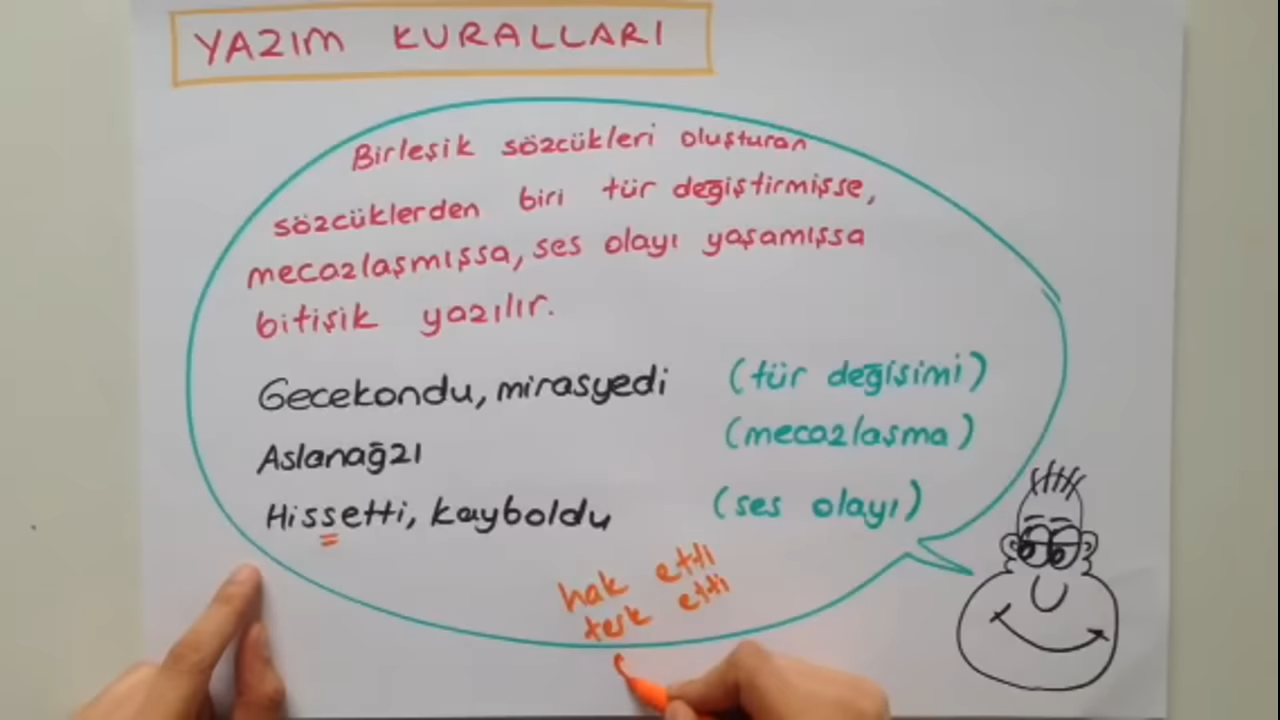 YAZIM KURALLARI
Birleşik sözcükleri oluşturan
sözcüklerden biri tür değiştirmişse,
mecazlaşmışsa, ses olayı yaşamışsa
bitişik yazılır.
Gecekondu, mirasyedi (tür değişimi)
Aslanağzı (mecazlaşma)
Hissetti, kayboldu (ses olayı)
hak etti
terk etti